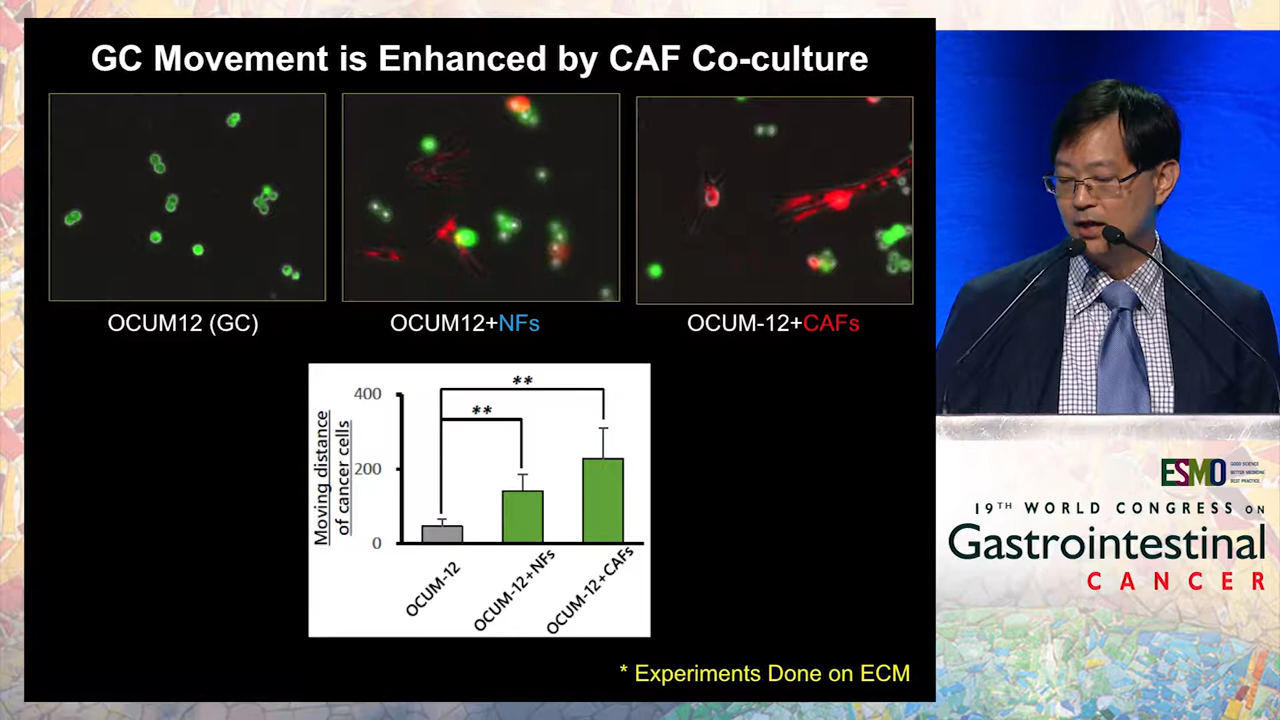 GC Movement is Enhanced by CAF Co-culture
OCUM12 (GC)
OCUM12+NFs
OCUM-12+CAFs
**
**
400
200
0
Moving distance
of cancer cells
OCUM-12
OCUM-12+NFs
OCUM-12+CAFs
* Experiments Done on ECM
ESMO
GOOD SCIENCE
BETTER MEDICINE
BEST PRACTICE
19TH WORLD CONGRESS ON
Gastrointestinal
CANCER